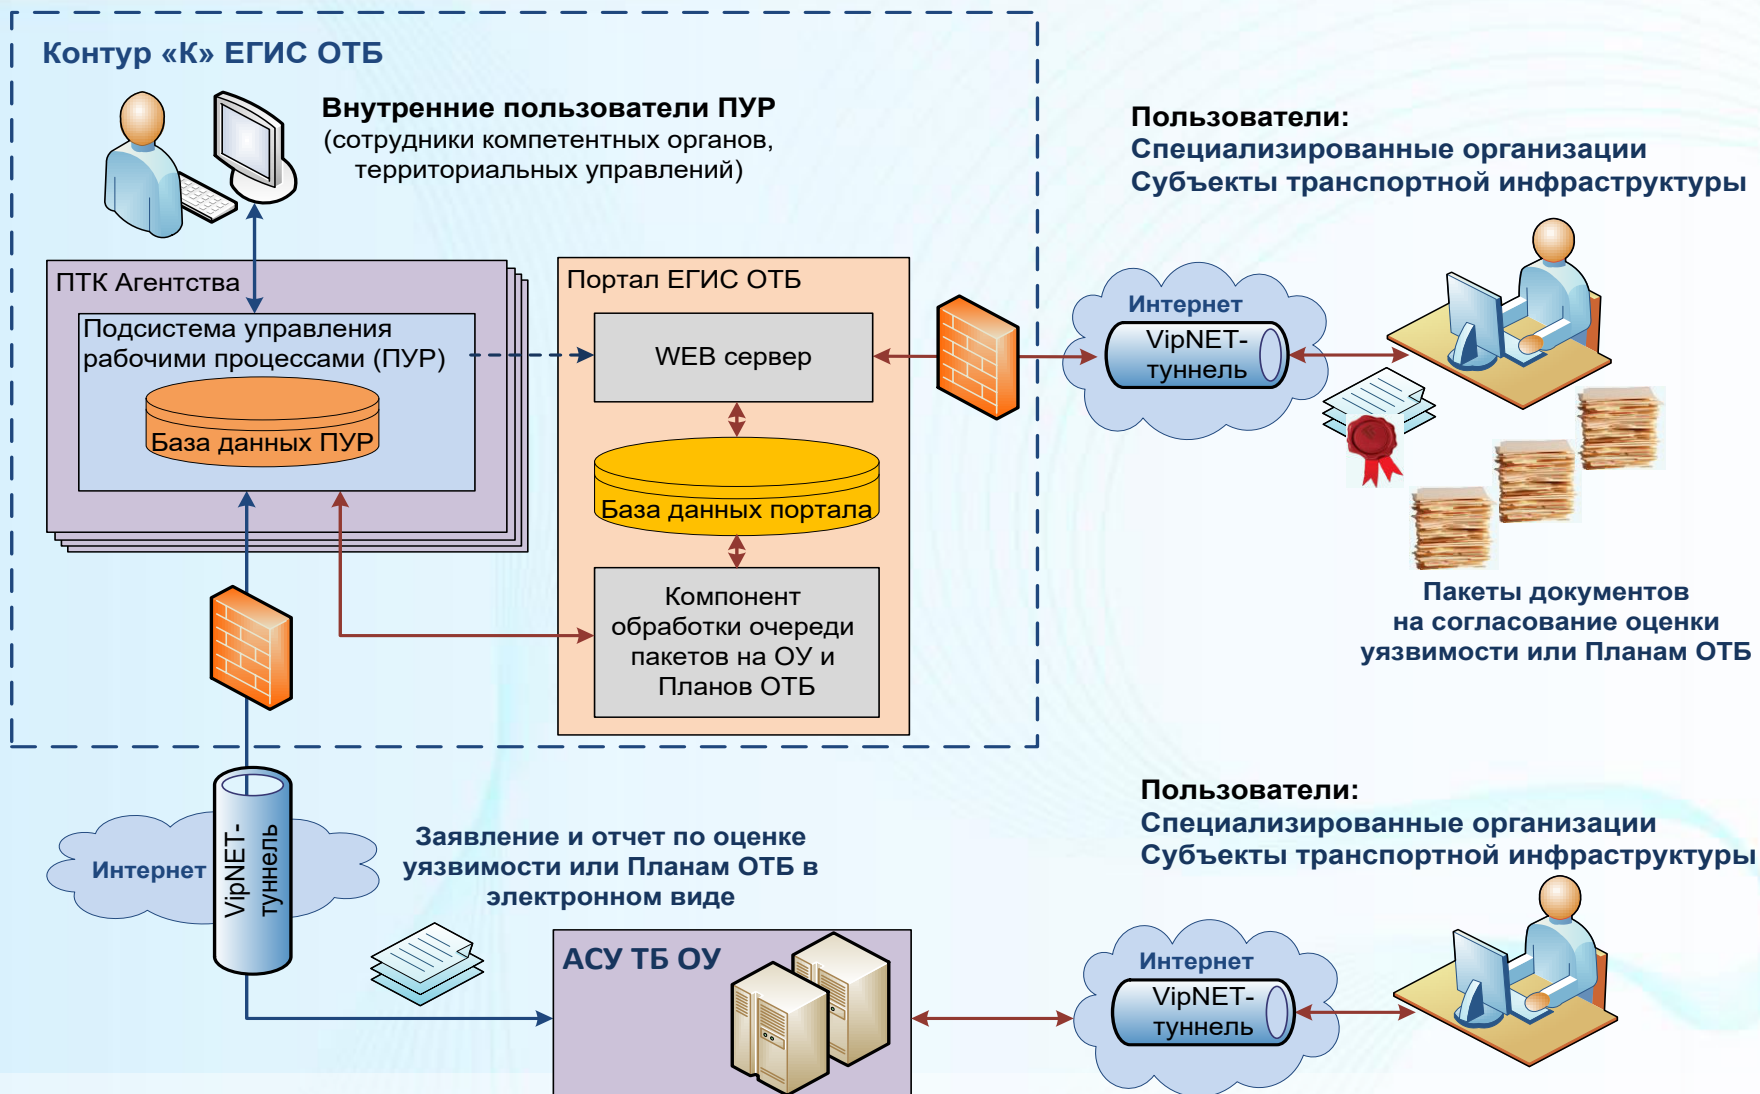 Контур «К» ЕГИС ОТБ
Внутренние пользователи ПУР
(сотрудники компетентных органов,
территориальных управлений)
Пользователи:
Специализированные организации
Субъекты транспортной инфраструктуры
ПТК Агентства
Подсистема управления
рабочими процессами (ПУР)
База данных ПУР
Портал ЕГИС ОТБ
WEB сервер
База данных портала
Компонент
обработки очереди
пакетов на ОУ и
Планов ОТБ
Интернет
VipNET-
туннель
Пакеты документов
на согласование оценки
уязвимости или Планам ОТБ
Интернет
VipNET-
туннель
Заявление и отчет по оценке
уязвимости или Планам ОТБ в
электронном виде
АСУ ТБ ОУ
Пользователи:
Специализированные организации
Субъекты транспортной инфраструктуры
Интернет
VipNET-
туннель